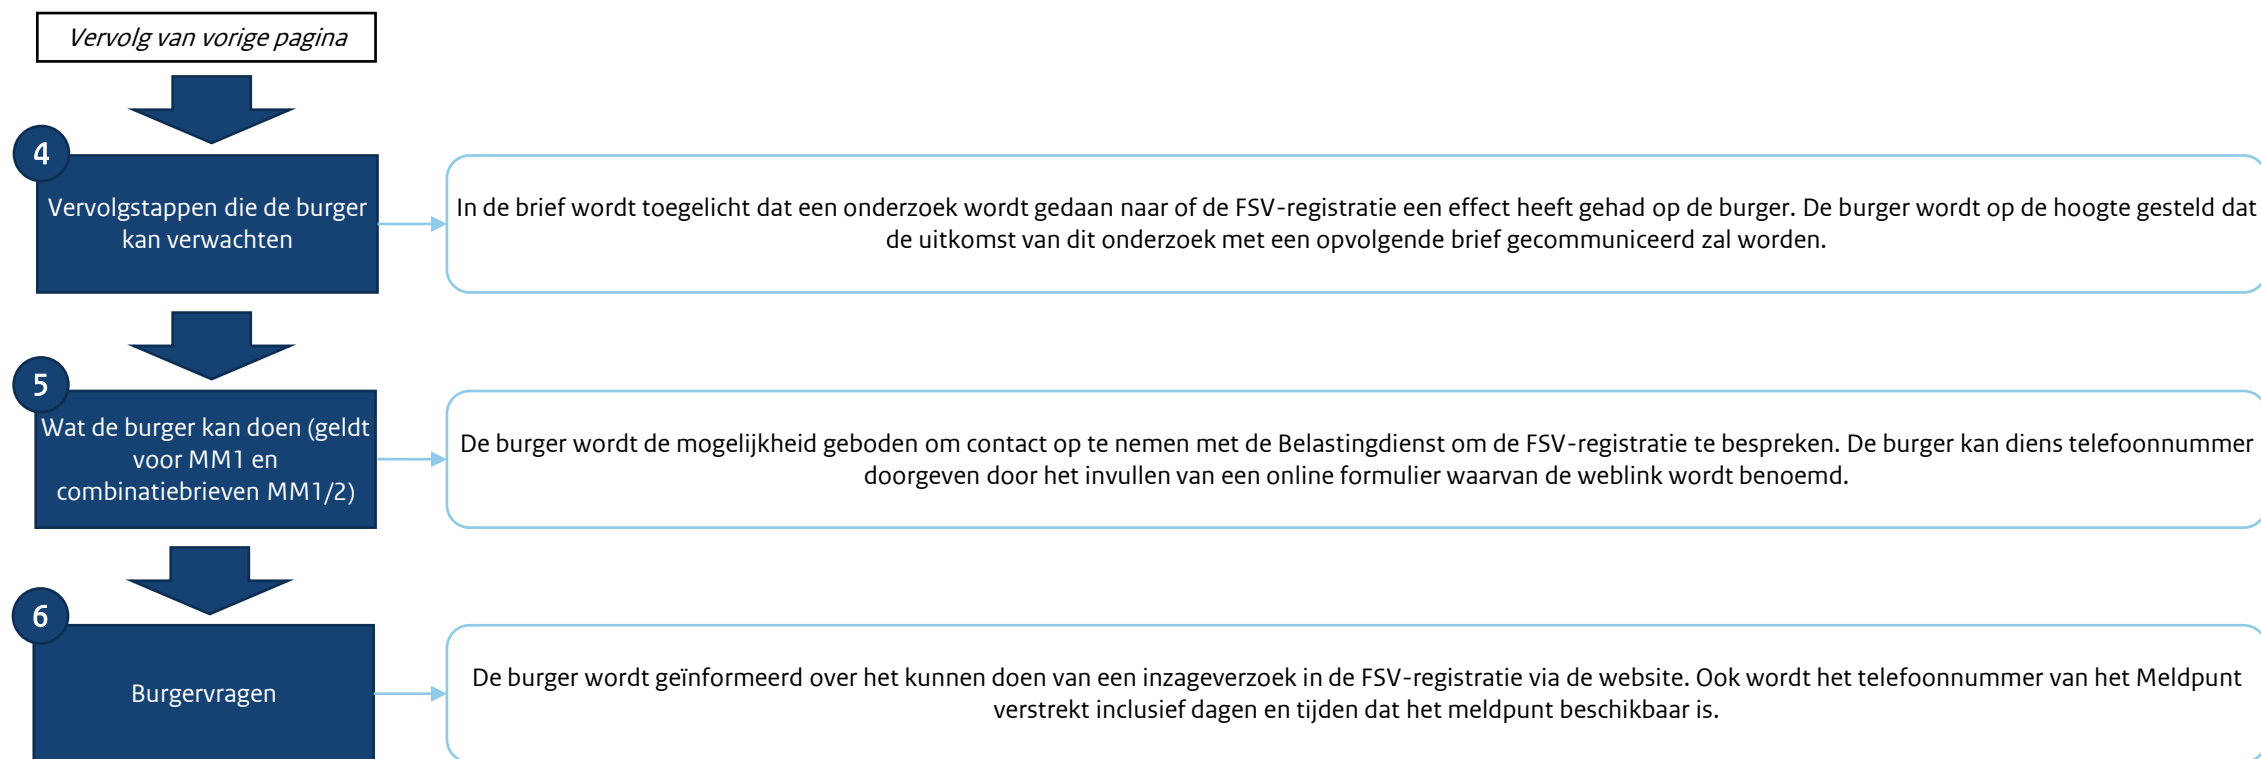 Vervolg van vorige pagina
4
Vervolgstappen die de burger
kan verwachten
In de brief wordt toegelicht dat een onderzoek wordt gedaan naar of de FSV-registratie een effect heeft gehad op de burger. De burger wordt op de hoogte gesteld dat
de uitkomst van dit onderzoek met een opvolgende brief gecommuniceerd zal worden.
5
Wat de burger kan doen (geldt
voor MM1 en
combinatiebrieven MM1/2)
De burger wordt de mogelijkheid geboden om contact op te nemen met de Belastingdienst om de FSV-registratie te bespreken. De burger kan diens telefoonnummer
doorgeven door het invullen van een online formulier waarvan de weblink wordt benoemd.
6
Burgervragen
De burger wordt geïnformeerd over het kunnen doen van een inzageverzoek in de FSV-registratie via de website. Ook wordt het telefoonnummer van het Meldpunt
verstrekt inclusief dagen en tijden dat het meldpunt beschikbaar is.